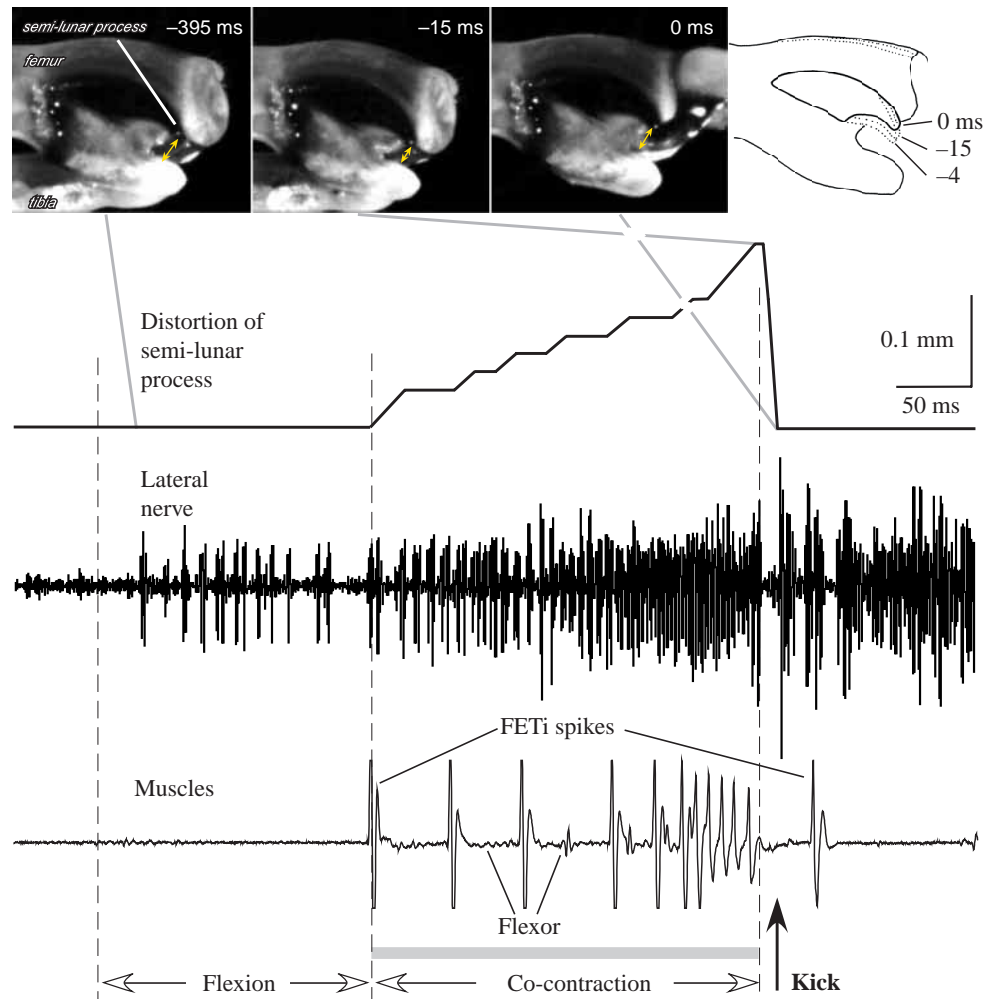 semi-lunar process
–395 ms
femur
tibia
–15 ms
0 ms
0 ms
–15
–4
Distortion of
semi-lunar
process
0.1 mm
50 ms
Lateral
nerve
FETi spikes
Muscles
Flexor
Flexion
Co-contraction
Kick